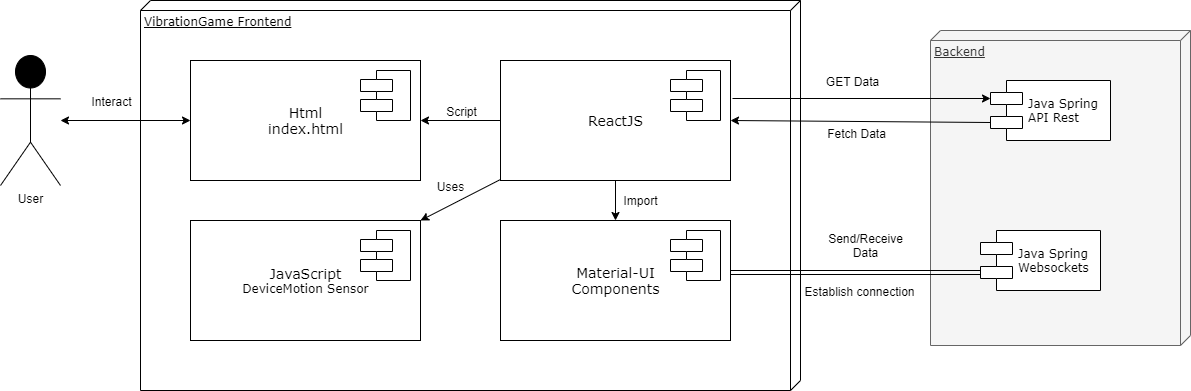 VibrationGame Frontend
Backend
Html
index.html
Script
ReactJS
GET Data
Fetch Data
Java Spring
API Rest
Interact
User
Uses
Import
JavaScript
DeviceMotion Sensor
Material-UI
Components
Send/Receive
Data
Establish connection
Java Spring
Websockets